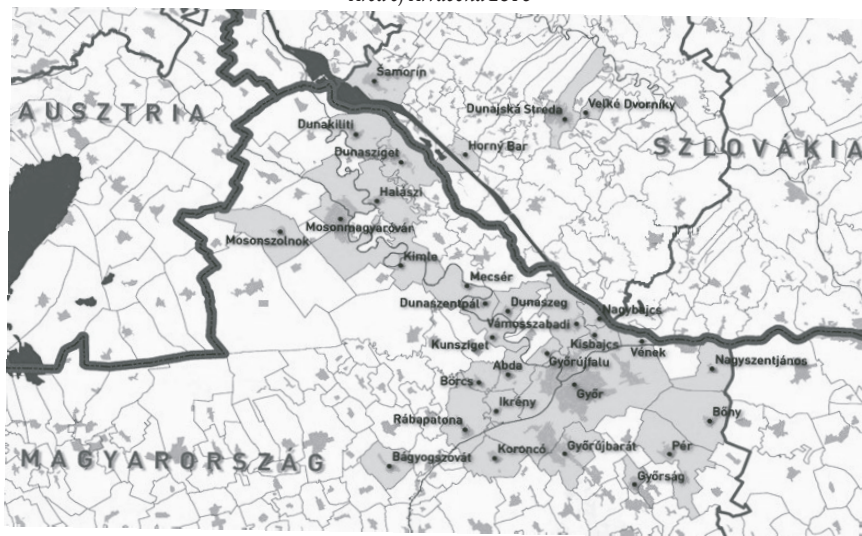 Šamorín
AUSZTRIA
Dunajská Streda
Veľké Dvorníky
Dunakiliti
Horný Bar
SZLOVÁKIA
Dunasziget
Halászi
Mosonmagyaróvár
Mosonszolnok
Kimle
Mecsér
Dunaszentpál
Dunaszeg
Nagybajcs
Vámosszabadi
Kunsziget
Kisbajcs
Vének
Győrújfalu
Nagyszentjános
Abda
Börcs
Győr
Ikrény
Bőny
Rábapatona
MAGYARORSZÁG
Koroncó
Győrújbarát
Pér
Bágyogszovát
Győrság